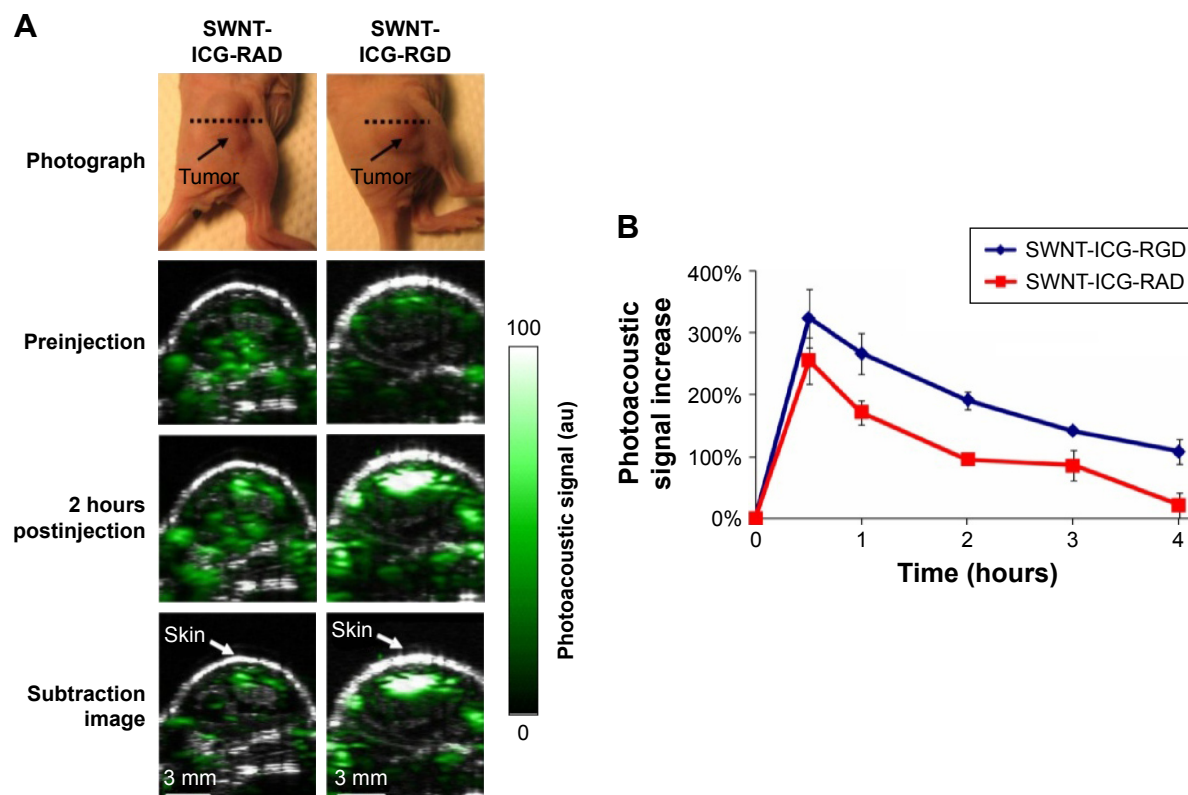 A
SWNT-
ICG-RAD
SWNT-
ICG-RGD
Photograph
Tumor
Tumor
Preinjection
2 hours
postinjection
Subtraction
image
Skin
Skin
3 mm
3 mm
100
Photoacoustic signal (au)
0
B
SWNT-ICG-RGD
SWNT-ICG-RAD
Photoacoustic
signal increase
400%
300%
200%
100%
0%
0
1
2
3
4
Time (hours)